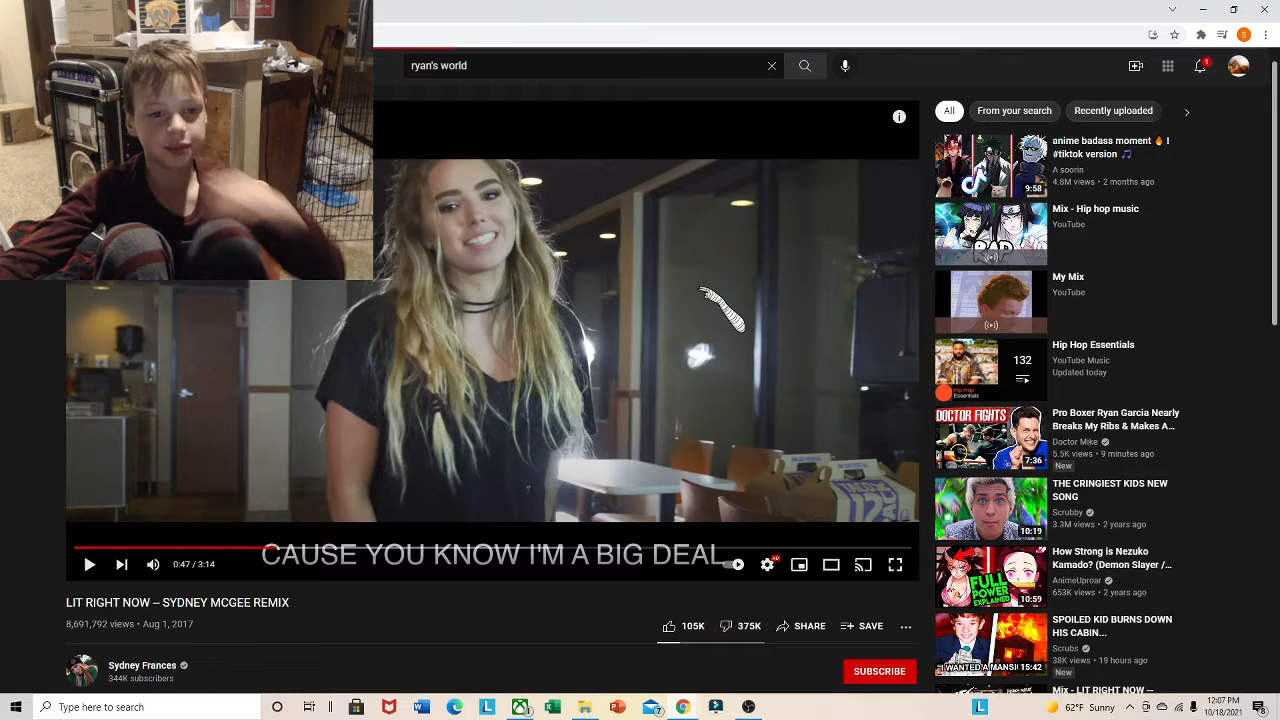 ryan's world
1
S
All
From your search
Recently uploaded
anime badass moment 🔥 I
#tiktok version 🎵
A soorin
4.8M views • 2 months ago
9:58
Mix - Hip hop music
YouTube
My Mix
YouTube
132
Hip-Hop
Essentials
Hip Hop Essentials
YouTube Music
Updated today
DOCTOR FIGHTS
7:36
Pro Boxer Ryan Garcia Nearly
Breaks My Ribs & Makes A...
Doctor Mike
5.5K views • 9 minutes ago
New
10:19
THE CRINGIEST KIDS NEW
SONG
Scrubby
3.3M views • 2 years ago
FULL
POWER
EXPLAINED
10:59
How Strong is Nezuko
Kamado? (Demon Slayer /...
AnimeUproar
653K views • 2 years ago
I WANTED A MANSI
15:42
SPOILED KID BURNS DOWN
HIS CABIN...
Scrubs
38K views • 19 hours ago
New
Mix - LIT RIGHT NOW --
CAUSE YOU KNOW I'M A BIG DEAL
0:47 / 3:14
HD
LIT RIGHT NOW – SYDNEY MCGEE REMIX
8,691,792 views • Aug 1, 2017
105K
375K
SHARE
SAVE
Sydney Frances
344K subscribers
SUBSCRIBE
Type here to search
12:07 PM
10/18/2021